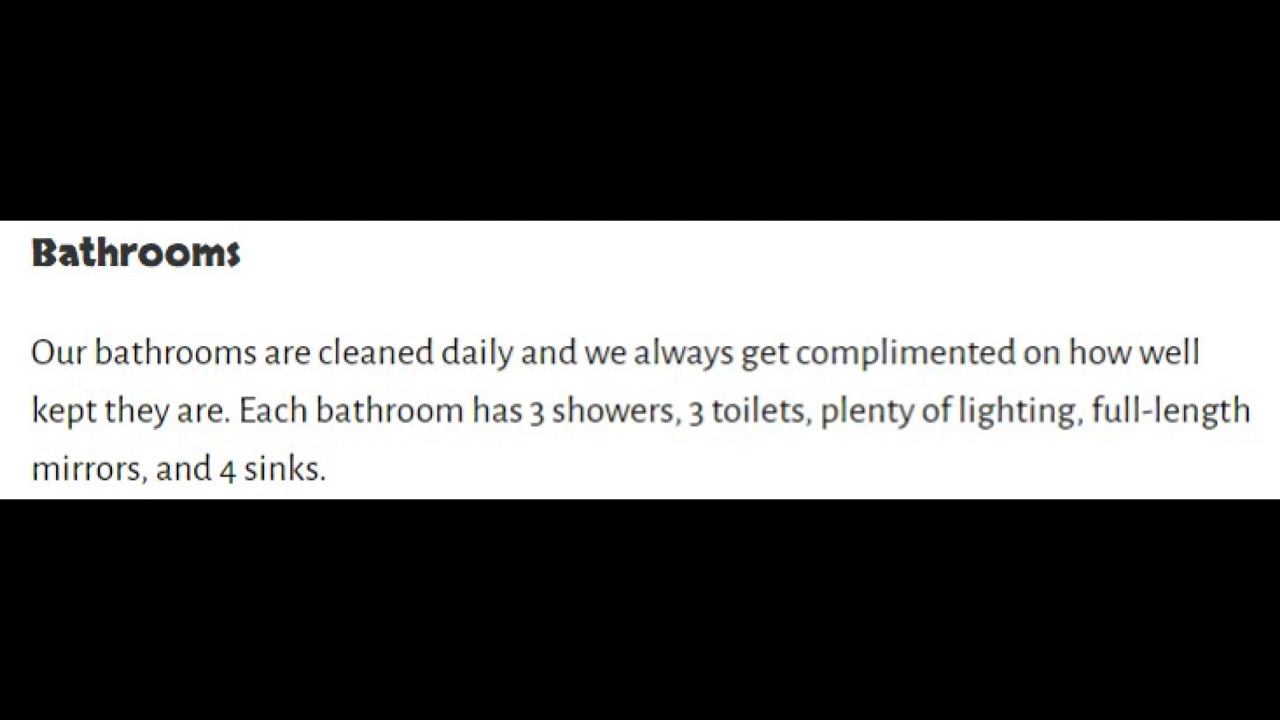 Bathrooms
Our bathrooms are cleaned daily and we always get complimented on how well
kept they are. Each bathroom has 3 showers, 3 toilets, plenty of lighting, full-length
mirrors, and 4 sinks.